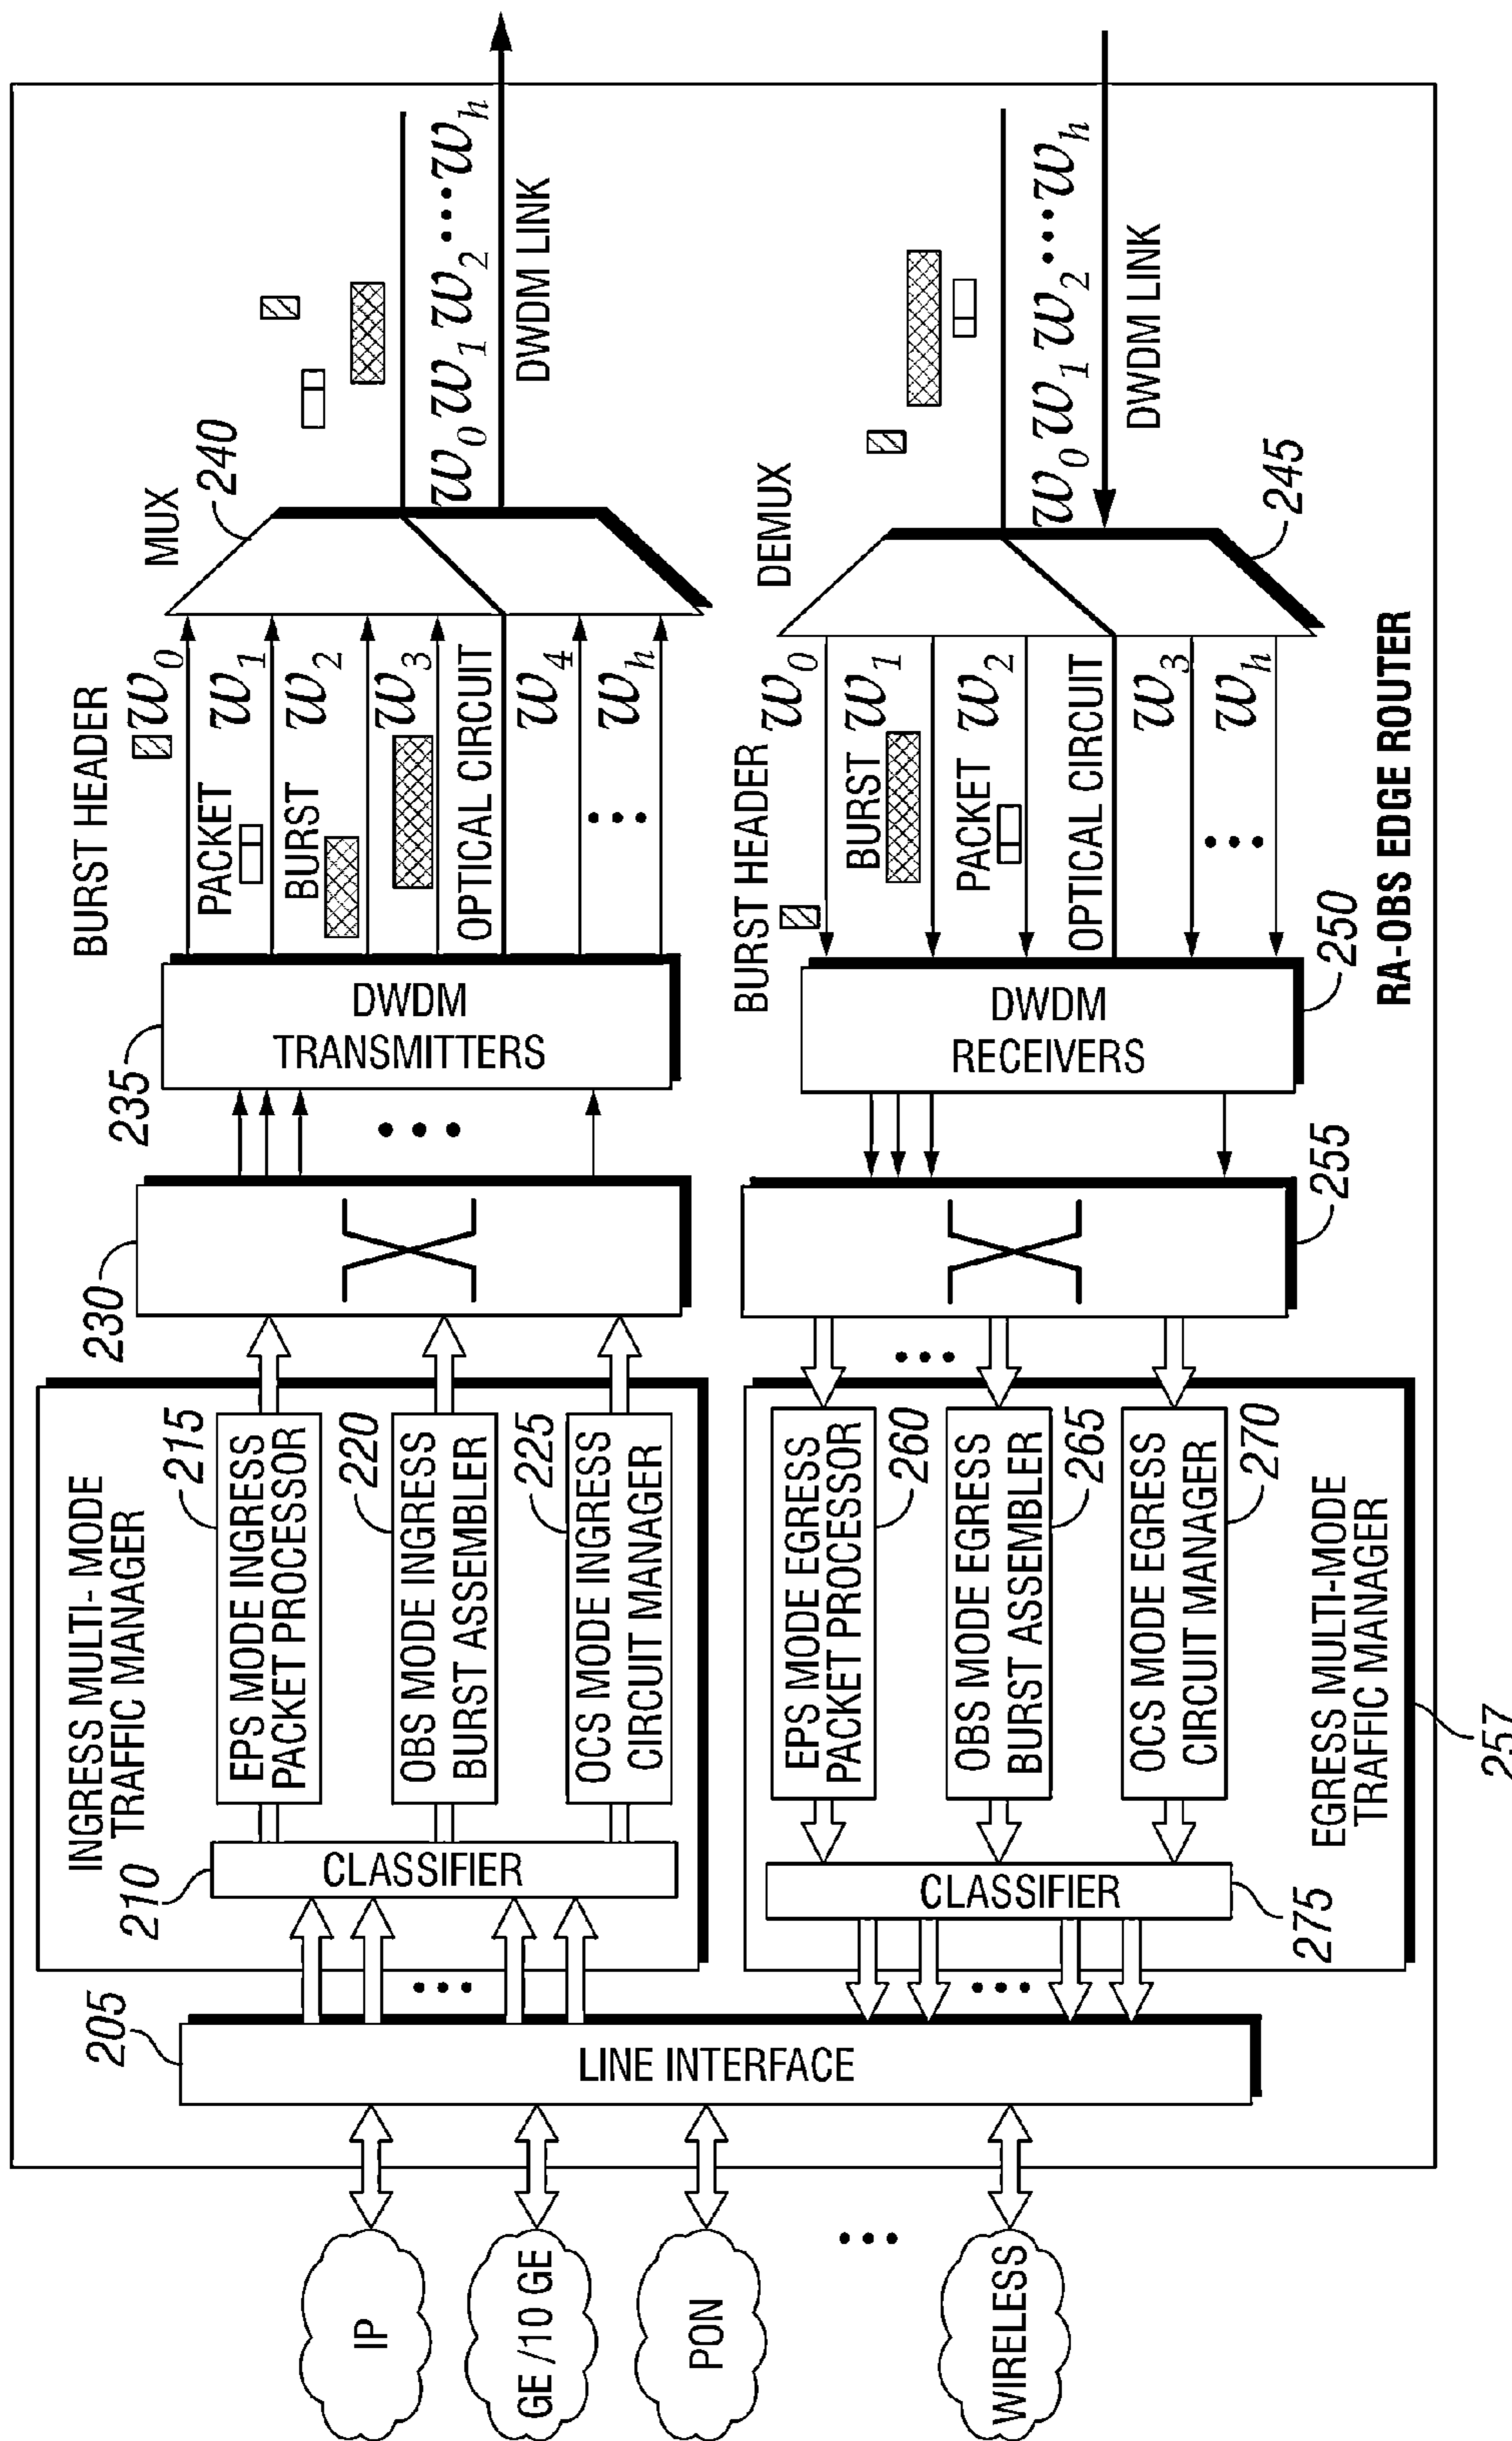 IP
GE /10 GE
PON
WIRELESS
205
LINE INTERFACE
INGRESS MULTI- MODE
TRAFFIC MANAGER
210
CLASSIFIER
EPS MODE INGRESS
PACKET PROCESSOR
215
OBS MODE INGRESS
BURST ASSEMBLER
220
OCS MODE INGRESS
CIRCUIT MANAGER
225
230
235
DWDM
TRANSMITTERS
BURST HEADER
w0
PACKET
w1
BURST
w2
w3
OPTICAL CIRCUIT
w4
wh
MUX
240
w0 w1 w2 ...wh
DWDM LINK
CLASSIFIER
275
EPS MODE EGRESS
PACKET PROCESSOR
260
OBS MODE EGRESS
BURST ASSEMBLER
265
OCS MODE EGRESS
CIRCUIT MANAGER
270
EGRESS MULTI-MODE
TRAFFIC MANAGER
257
255
DWDM
RECEIVERS
250
BURST HEADER
w0
BURST
w1
PACKET
w2
OPTICAL CIRCUIT
w3
wh
DEMUX
245
w0 w1 w2 ...wh
DWDM LINK
RA-OBS EDGE ROUTER